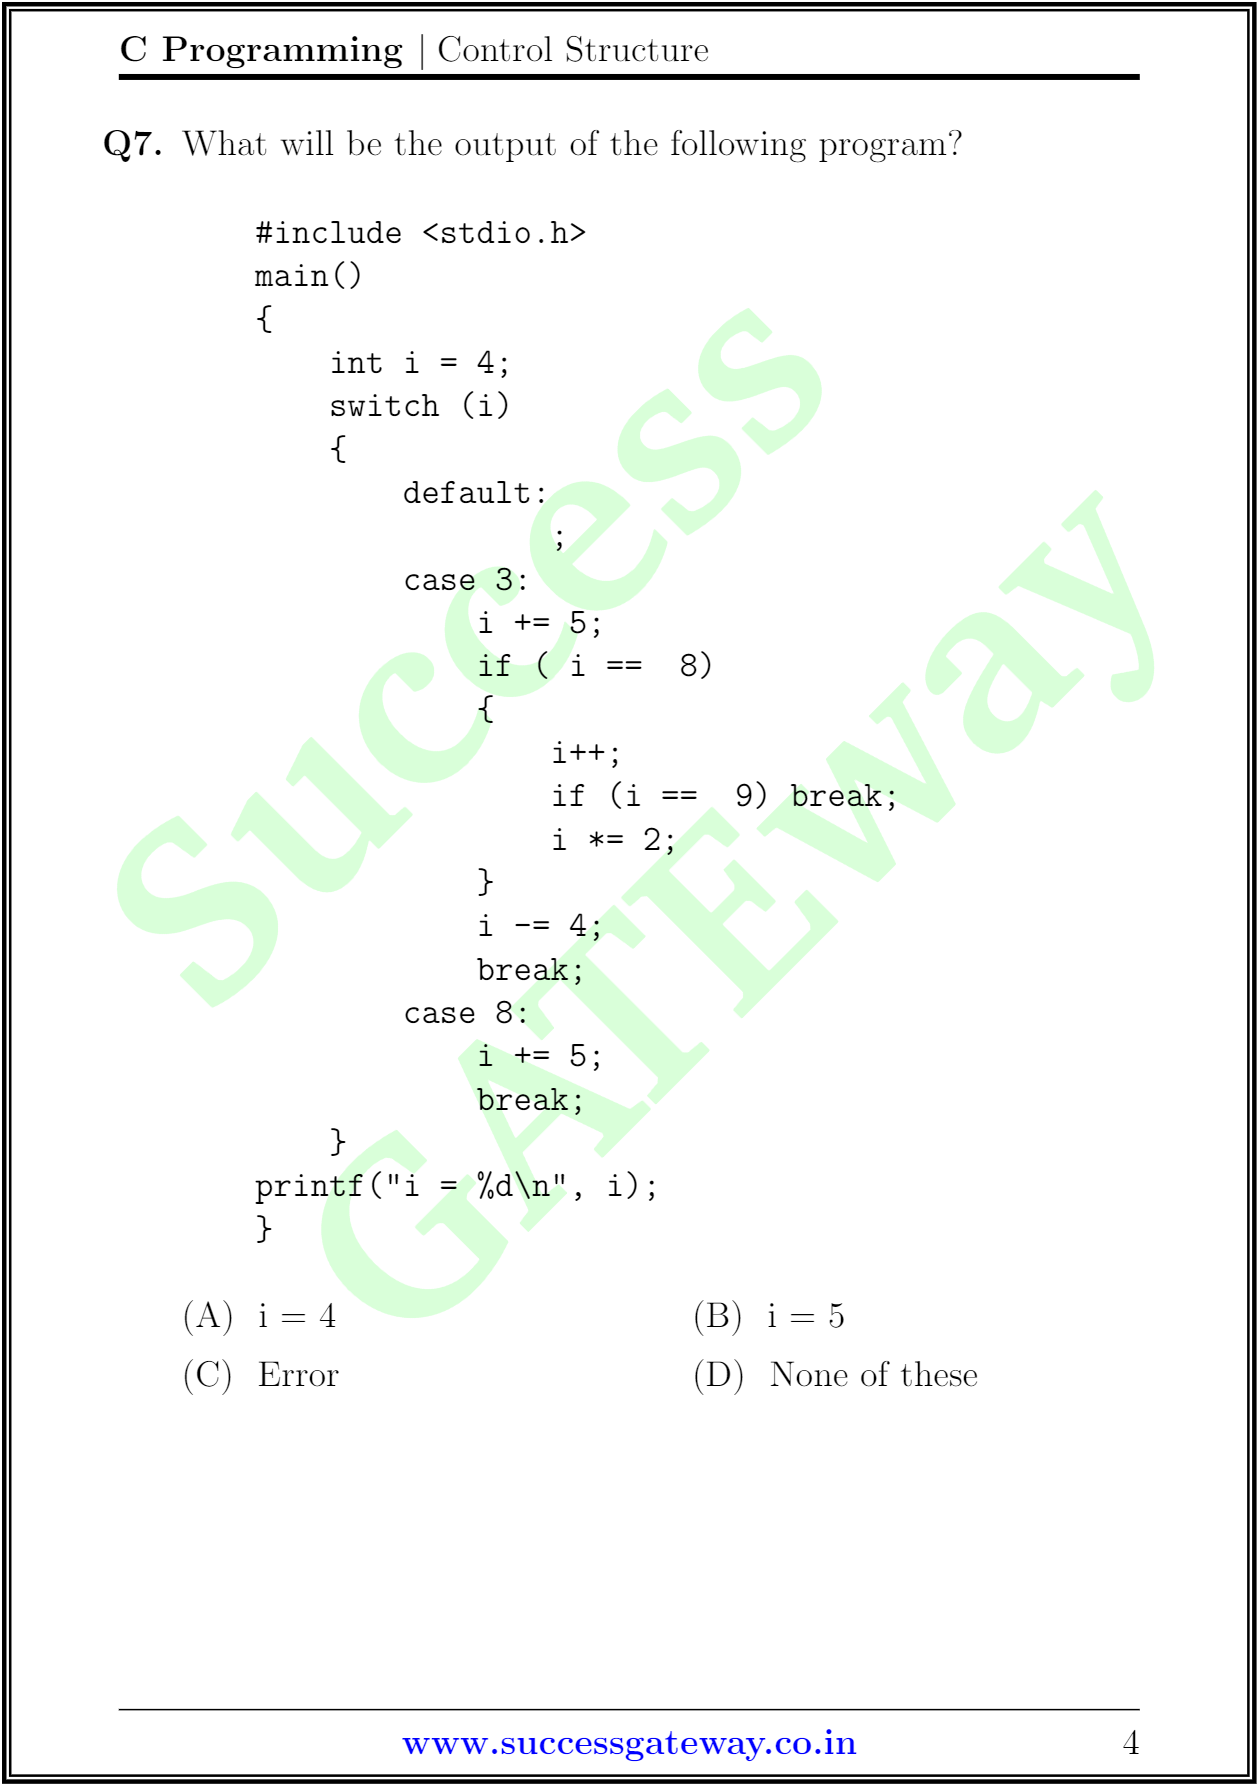 C Programming | Control Structure
Q7. What will be the output of the following program?
#include <stdio.h>
main()
{
    int i = 4;
    switch (i)
    {
        default:
                ;
        case 3:
            i += 5;
            if ( i ==  8)
            {
                i++;
                if (i ==  9) break;
                i *= 2;
            }
            i -= 4;
            break;
        case 8:
            i += 5;
            break;
    }
printf("i = %d\n", i);
}
(A) i = 4 (B) i = 5
(C) Error (D) None of these
Success
GATEway
www.successgateway.co.in 4